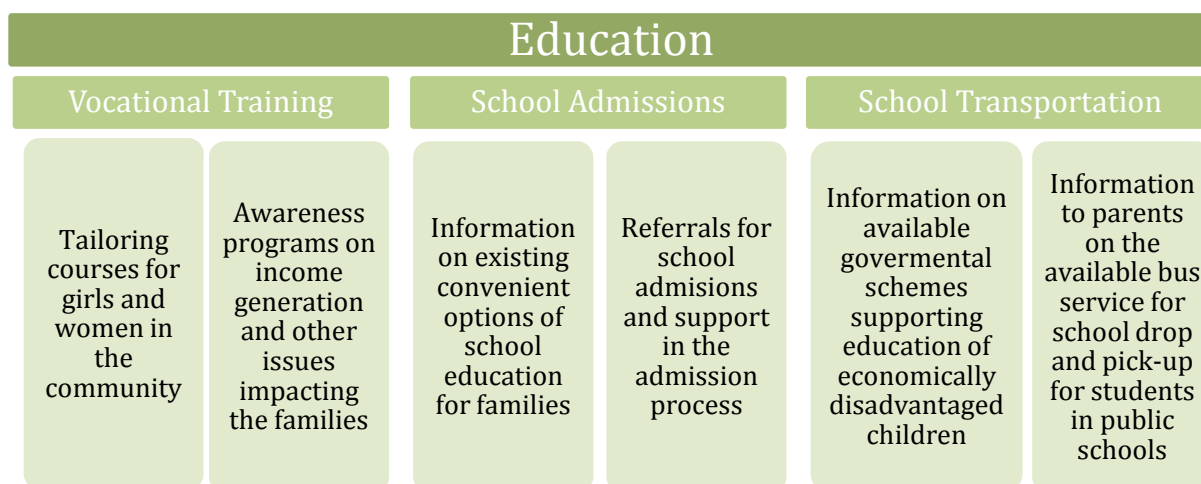 Education
Vocational Training
School Admissions
School Transportation
Tailoring
courses for
girls and
women in
the
community
Awareness
programs on
income
generation
and other
issues
impacting
the families
Information
on existing
convenient
options of
school
education
for families
Referrals for
school
admisions
and support
in the
admission
process
Information on
available
govermental
schemes
supporting
education of
economically
disadvantaged
children
Information
to parents
on the
available bus
service for
school drop
and pick-up
for students
in public
schools